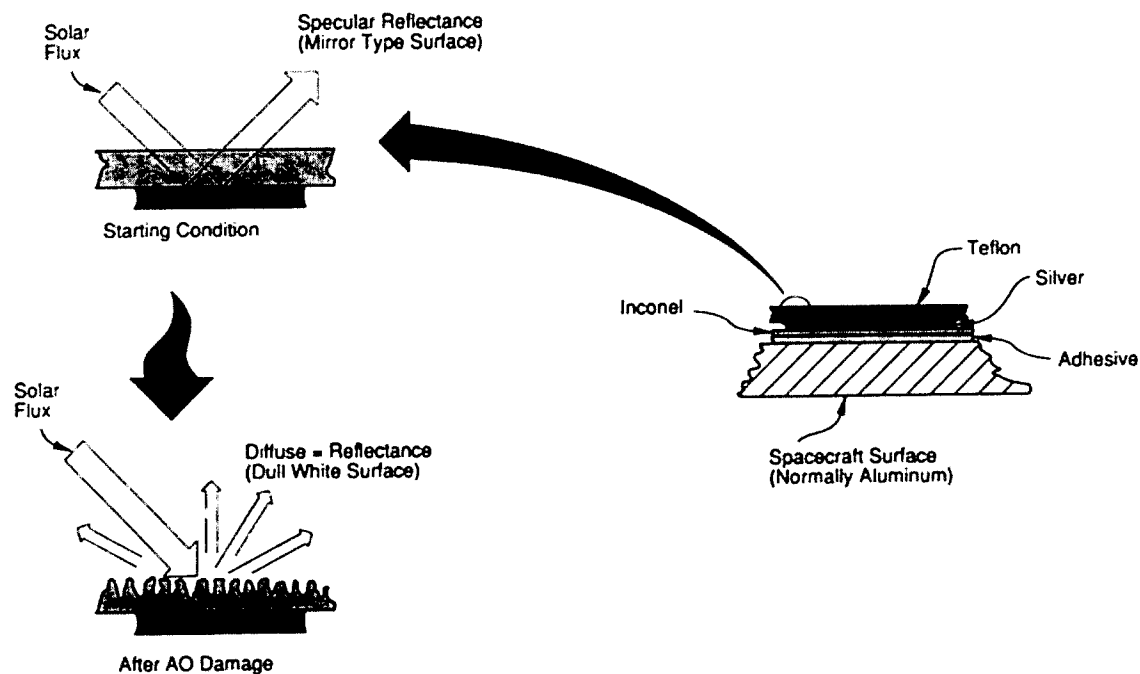 Solar
Flux
Specular Reflectance
(Mirror Type Surface)
Starting Condition
Teflon
Silver
Inconel
Adhesive
Spacecraft Surface
(Normally Aluminum)
Solar
Flux
Diffuse = Reflectance
(Dull White Surface)
After AO Damage